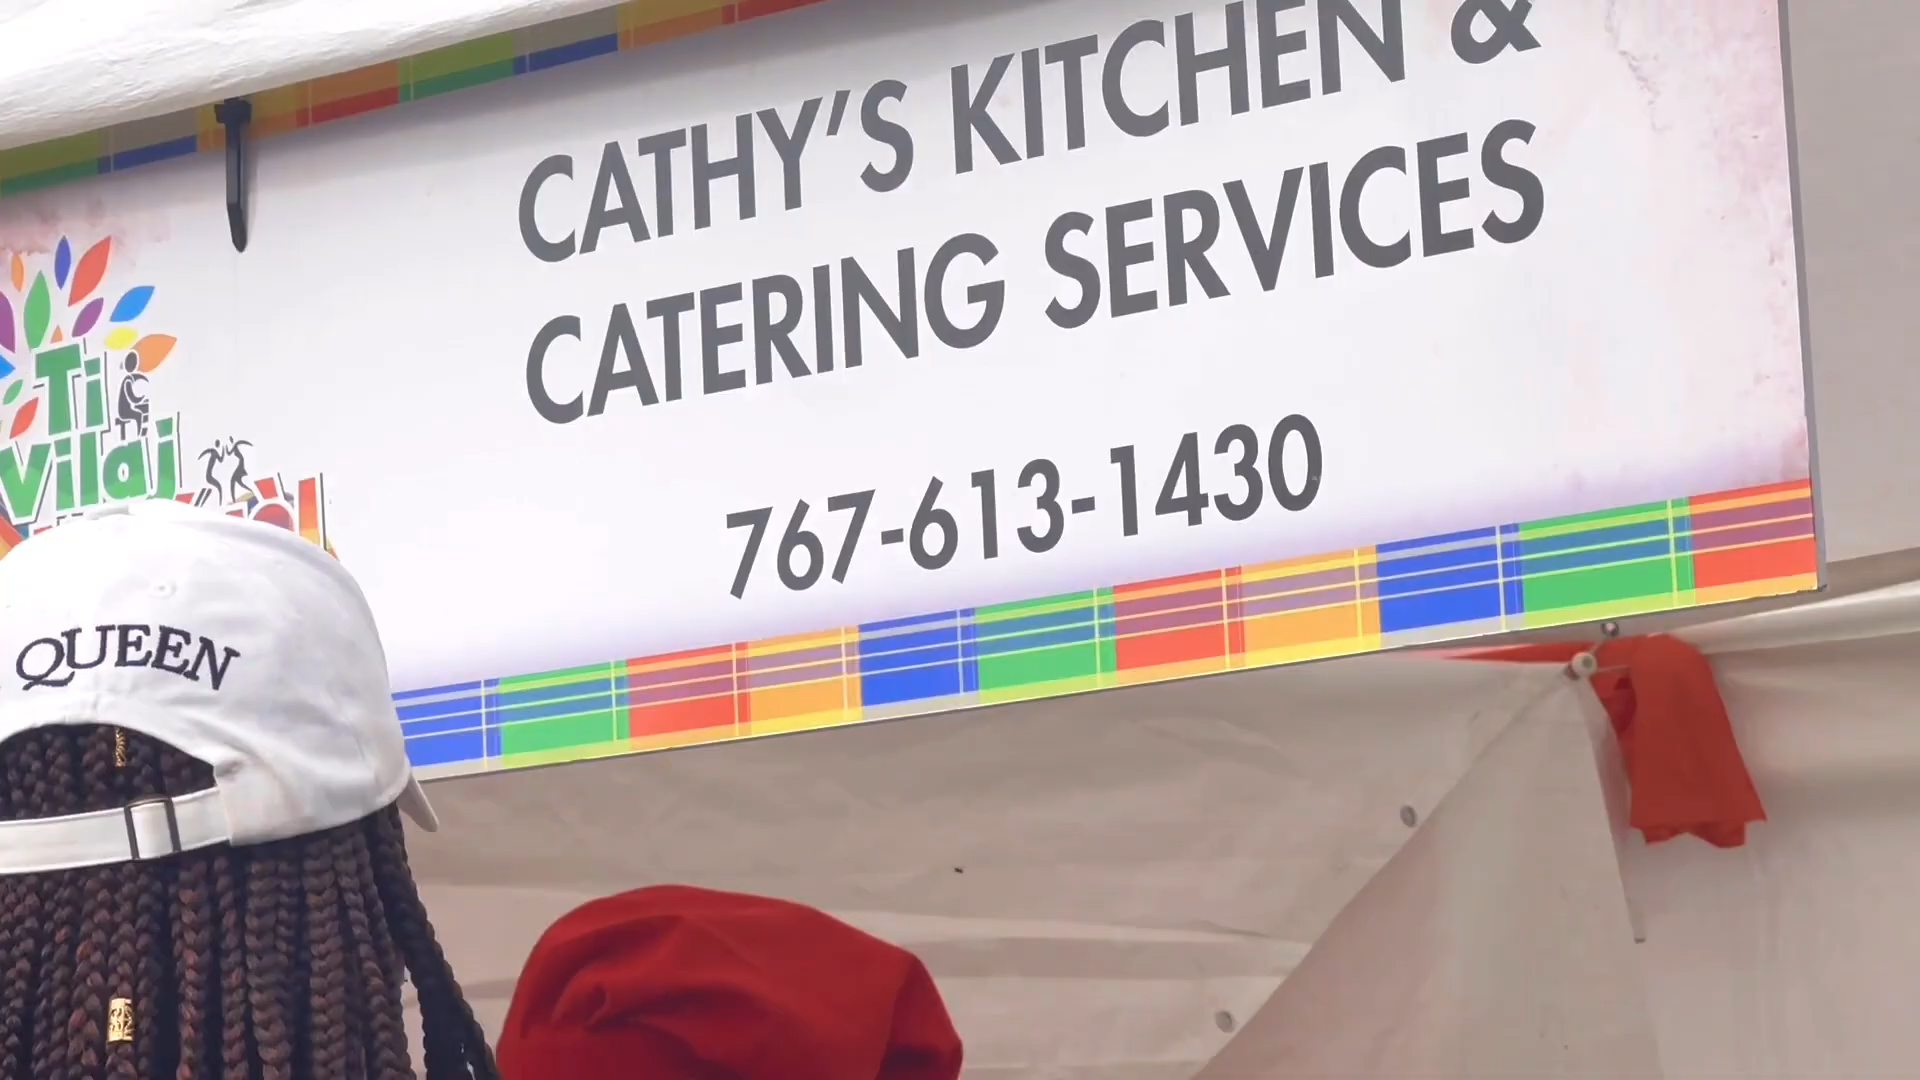 CATHY'S KITCHEN &
CATERING SERVICES
767-613-1430
Ti
Vilaj
QUEEN